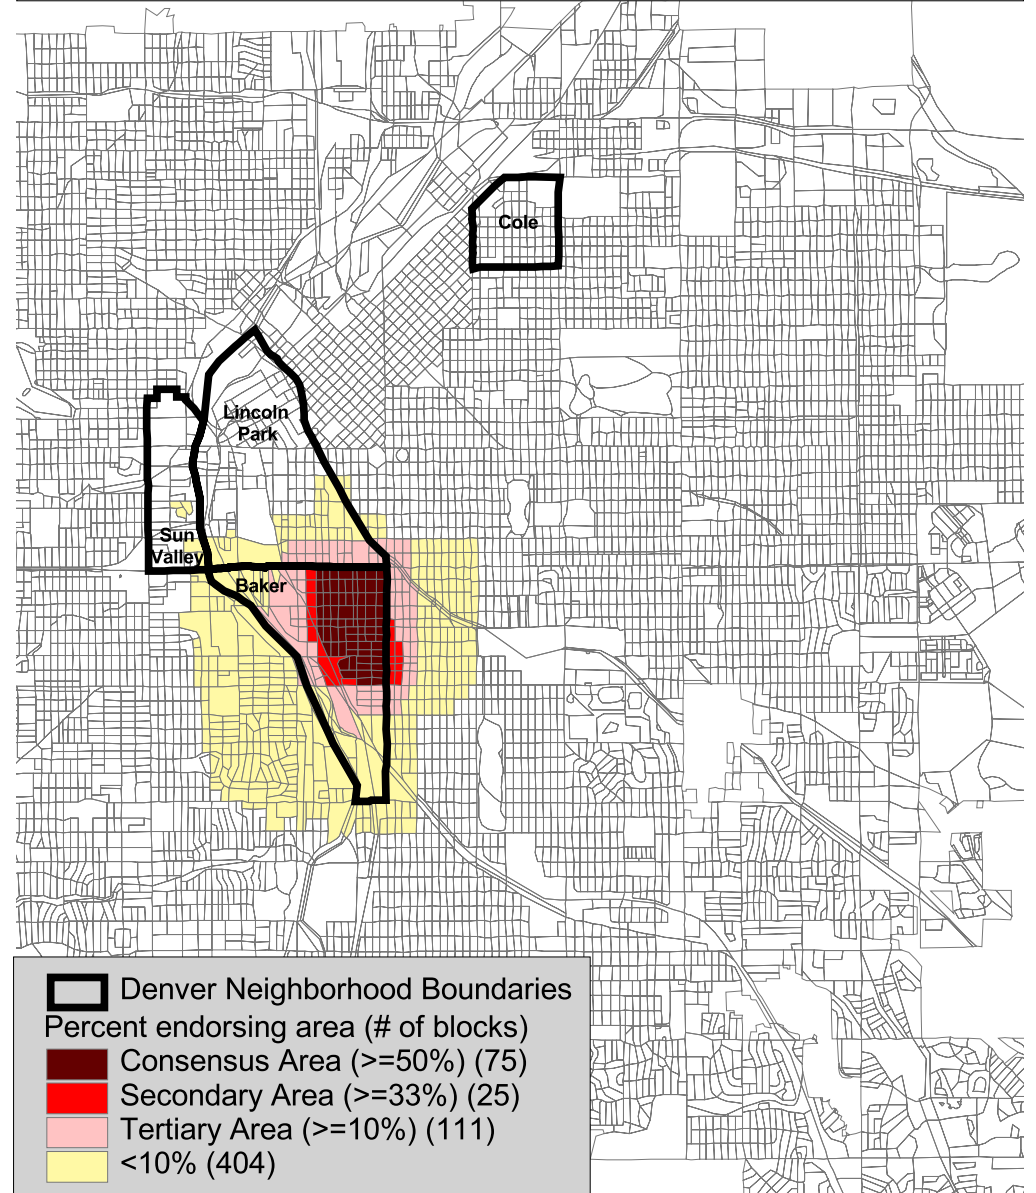 Cole
Lincoln
Park
Sun
Valley
Baker
Denver Neighborhood Boundaries
Percent endorsing area (# of blocks)
Consensus Area (>=50%) (75)
Secondary Area (>=33%) (25)
Tertiary Area (>=10%) (111)
<10% (404)